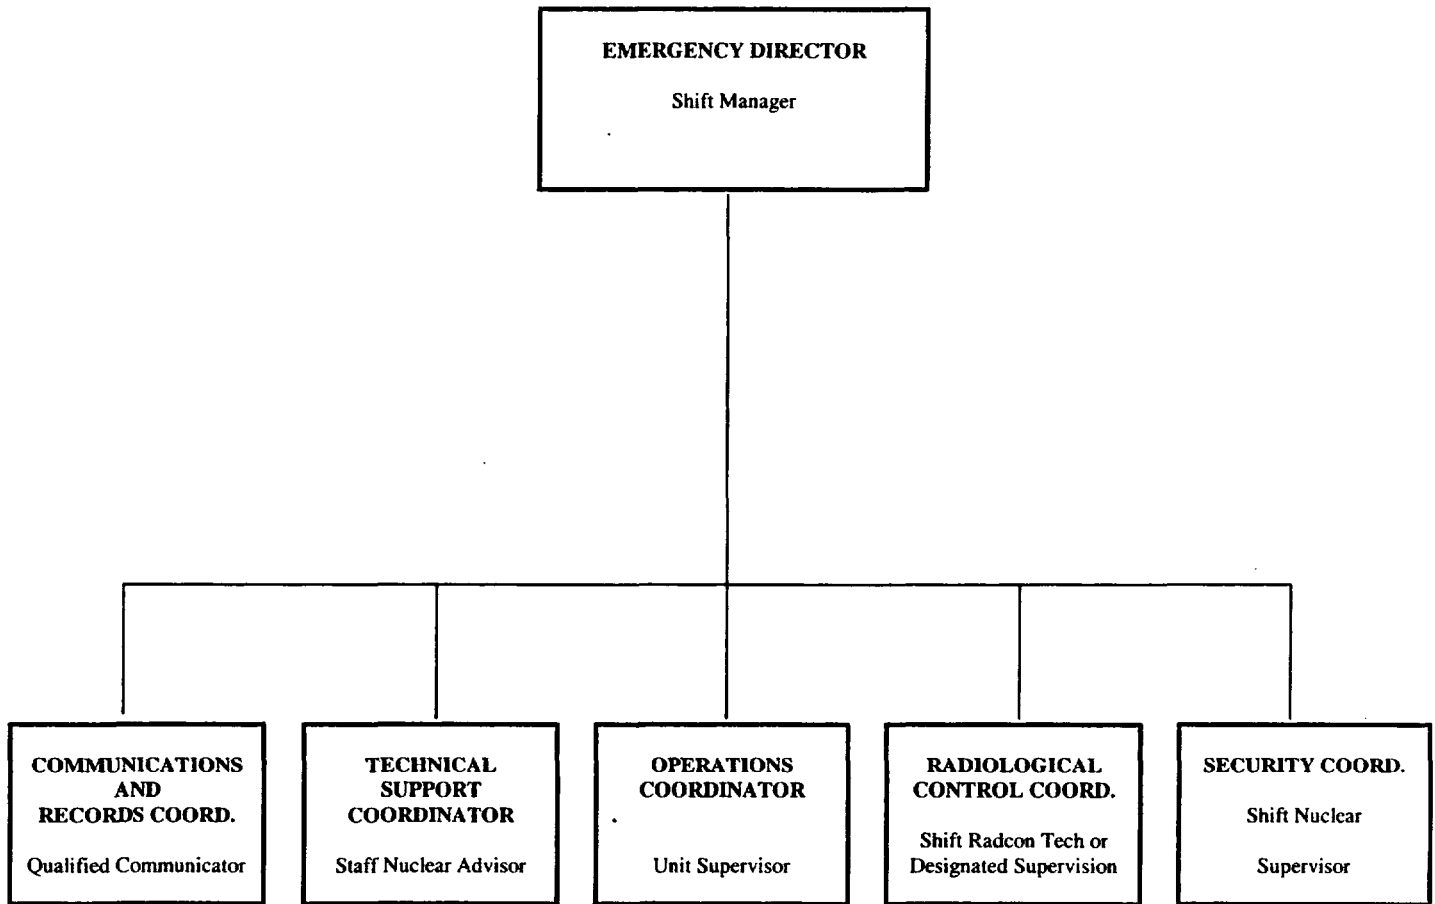 EMERGENCY DIRECTOR
Shift Manager
COMMUNICATIONS
AND
RECORDS COORD.
Qualified Communicator
TECHNICAL
SUPPORT
COORDINATOR
Staff Nuclear Advisor
OPERATIONS
COORDINATOR
Unit Supervisor
RADIOLOGICAL
CONTROL COORD.
Shift Radcon Tech or
Designated Supervision
SECURITY COORD.
Shift Nuclear
Supervisor